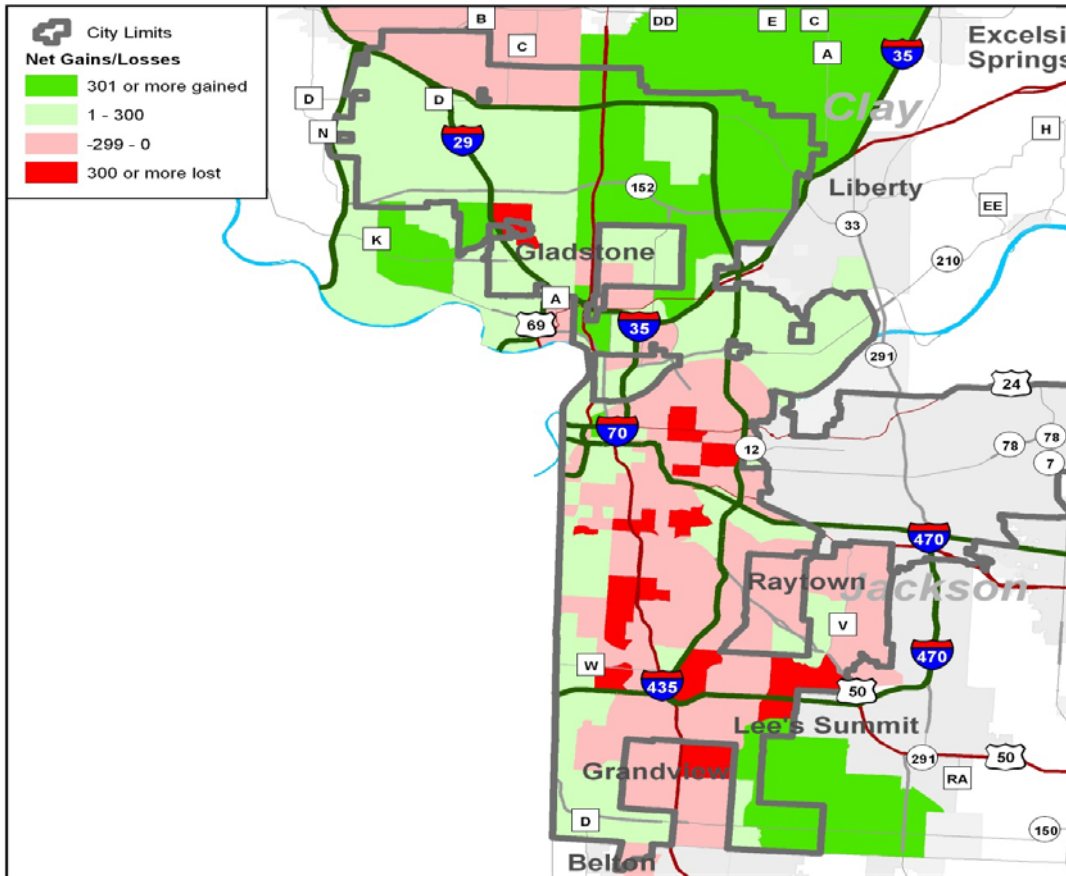 City Limits
Net Gains/Losses
301 or more gained
1 - 300
-299 - 0
300 or more lost
B
C
DD
E
C
A
35
Excelsi
Springs
D
D
N
29
Clay
H
152
Liberty
EE
33
K
Gladstone
210
A
69
35
291
24
70
12
78
78
7
470
Raytown
Jackson
V
W
435
470
50
Lee's Summit
Grandview
291
50
RA
D
150
Belton